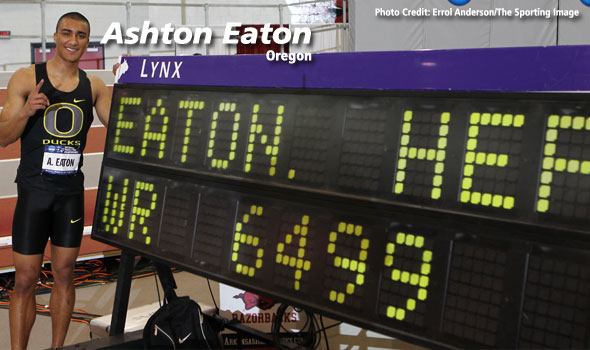 Photo Credit: Errol Anderson/The Sporting Image
Ashton Eaton
Oregon
LYNX
EATON. HEP
WR 6499
O
DUCKS
A. EATON
RAZORBACKS